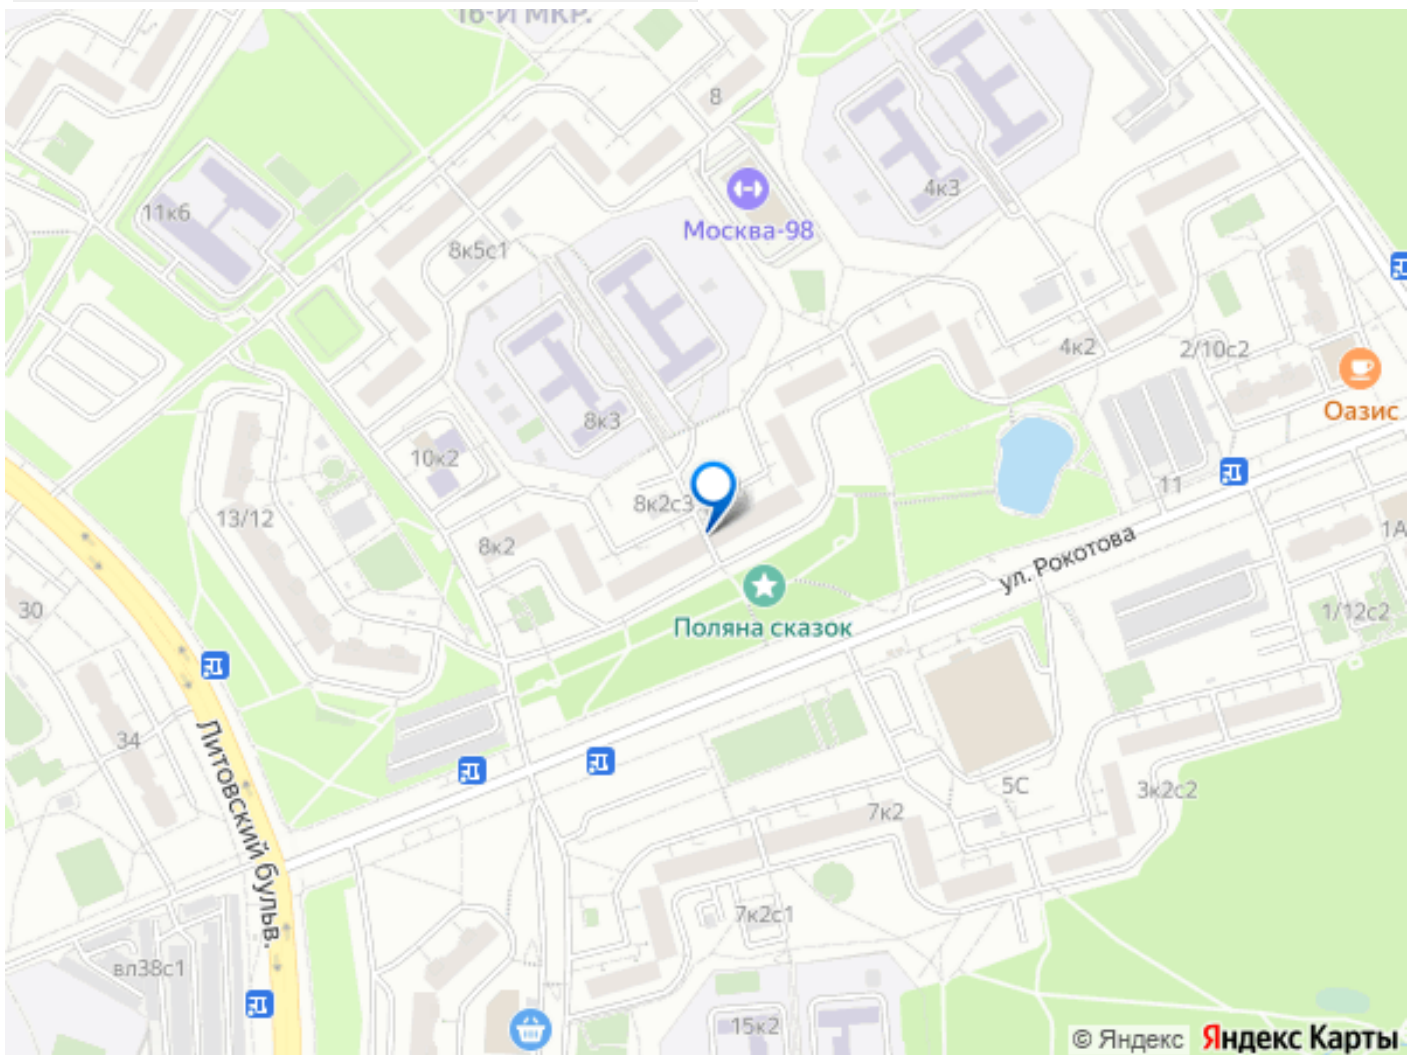 16-Й МКР.
8
4к3
11к6
Москва-98
8к5с1
4к2
2/10с2
Оазис
8к3
10к2
11
8к2с3
13/12
8к2
ул. Рокотова
1А
30
Поляна сказок
1/12с2
34
Литовский бульв.
5С
3к2с2
7к2
7к2с1
вл38с1
15к2
© Яндекс Яндекс Карты